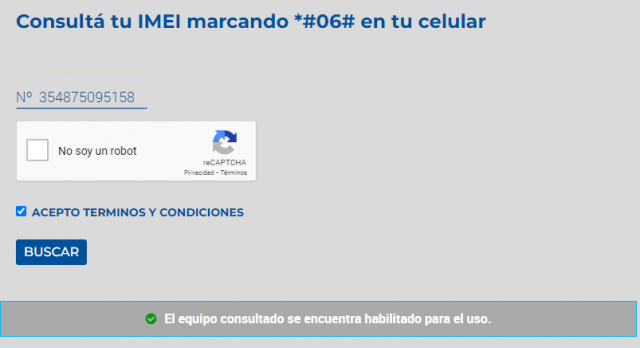 Consultá tu IMEI marcando *#06# en tu celular
Nº 354875095158
No soy un robot
reCAPTCHA
Privacidad - Términos
ACEPTO TERMINOS Y CONDICIONES
BUSCAR
El equipo consultado se encuentra habilitado para el uso.